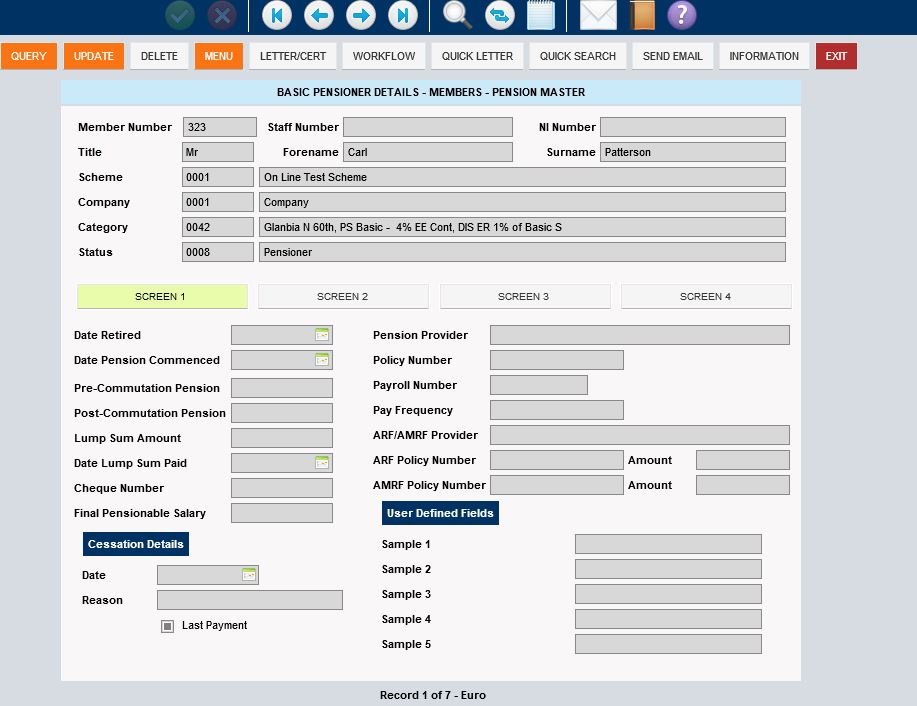 QUERY UPDATE DELETE MENU LETTER/CERT WORKFLOW QUICK LETTER QUICK SEARCH SEND EMAIL INFORMATION EXIT
BASIC PENSIONER DETAILS - MEMBERS - PENSION MASTER
Member Number 323 Staff Number NI Number
Title Mr Forename Carl Surname Patterson
Scheme 0001 On Line Test Scheme
Company 0001 Company
Category 0042 Glanbia N 60th, PS Basic - 4% EE Cont, DIS ER 1% of Basic S
Status 0008 Pensioner
SCREEN 1 SCREEN 2 SCREEN 3 SCREEN 4
Date Retired
Date Pension Commenced
Pre-Commutation Pension
Post-Commutation Pension
Lump Sum Amount
Date Lump Sum Paid
Cheque Number
Final Pensionable Salary
Cessation Details
Date
Reason
Last Payment
Pension Provider
Policy Number
Payroll Number
Pay Frequency
ARF/AMRF Provider
ARF Policy Number Amount
AMRF Policy Number Amount
User Defined Fields
Sample 1
Sample 2
Sample 3
Sample 4
Sample 5
Record 1 of 7 - Euro